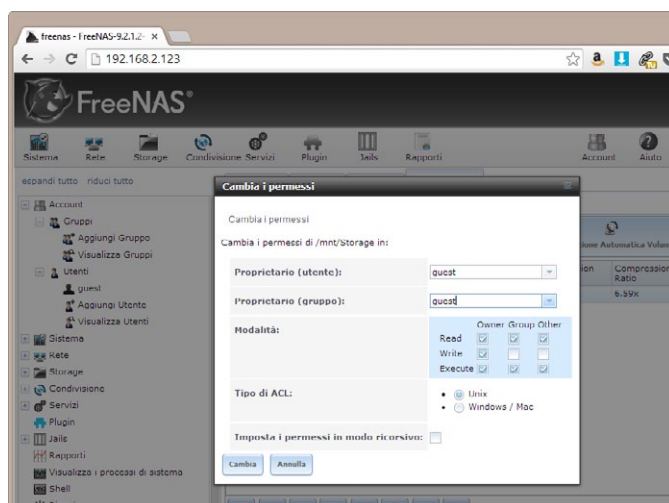 freenas - FreeNAS-9.2.1.2-
192.168.2.123
FreeNAS®
Sistema Rete Storage Condivisione Servizi Plugin Jails Rapporti Account Aiuto
espandi tutto riduci tutto
Account
Gruppi
Aggiungi Gruppo
Visualizza Gruppi
Utenti
guest
Aggiungi Utente
Visualizza Utenti
Sistema
Rete
Storage
Condivisione
Servizi
Plugin
Jails
Rapporti
Visualizza i processi di sistema
Shell
Cambia i permessi
Cambia i permessi
Cambia i permessi di /mnt/Storage in:
Proprietario (utente): guest
Proprietario (gruppo): guest
Modalità:
Owner Group Other
Read
Write
Execute
Tipo di ACL:
Unix
Windows / Mac
Imposta i permessi in modo ricorsivo:
Cambia Annulla
Automatica
Compression
Ratio
6.59x